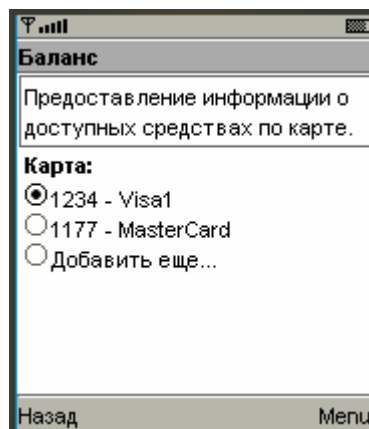 Баланс
Предоставление информации о
доступных средствах по карте.
Карта:
1234 - Visa1
1177 - MasterCard
Добавить еще...
Назад Menu